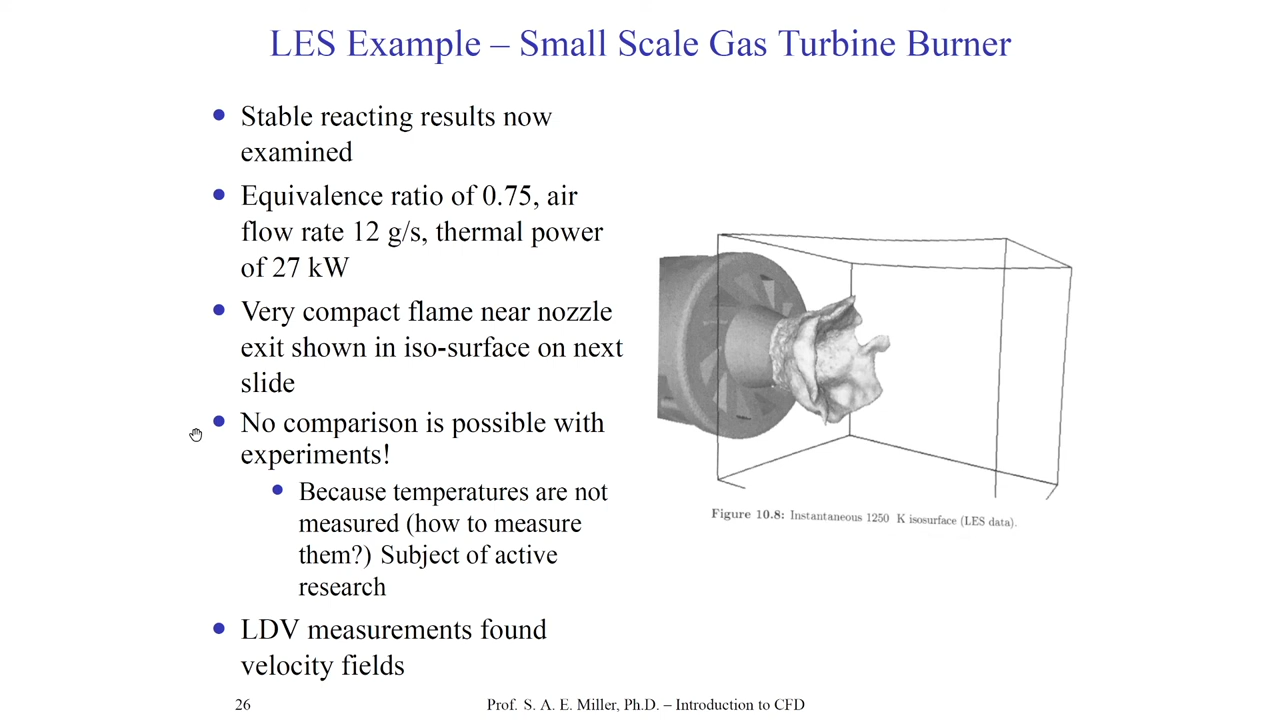 LES Example – Small Scale Gas Turbine Burner
Stable reacting results now
examined
Equivalence ratio of 0.75, air
flow rate 12 g/s, thermal power
of 27 kW
Very compact flame near nozzle
exit shown in iso-surface on next
slide
No comparison is possible with
experiments!
Because temperatures are not
measured (how to measure
them?) Subject of active
research
LDV measurements found
velocity fields
Figure 10.8: Instantaneous 1250 K isosurface (LES data).
26
Prof. S. A. E. Miller, Ph.D. – Introduction to CFD